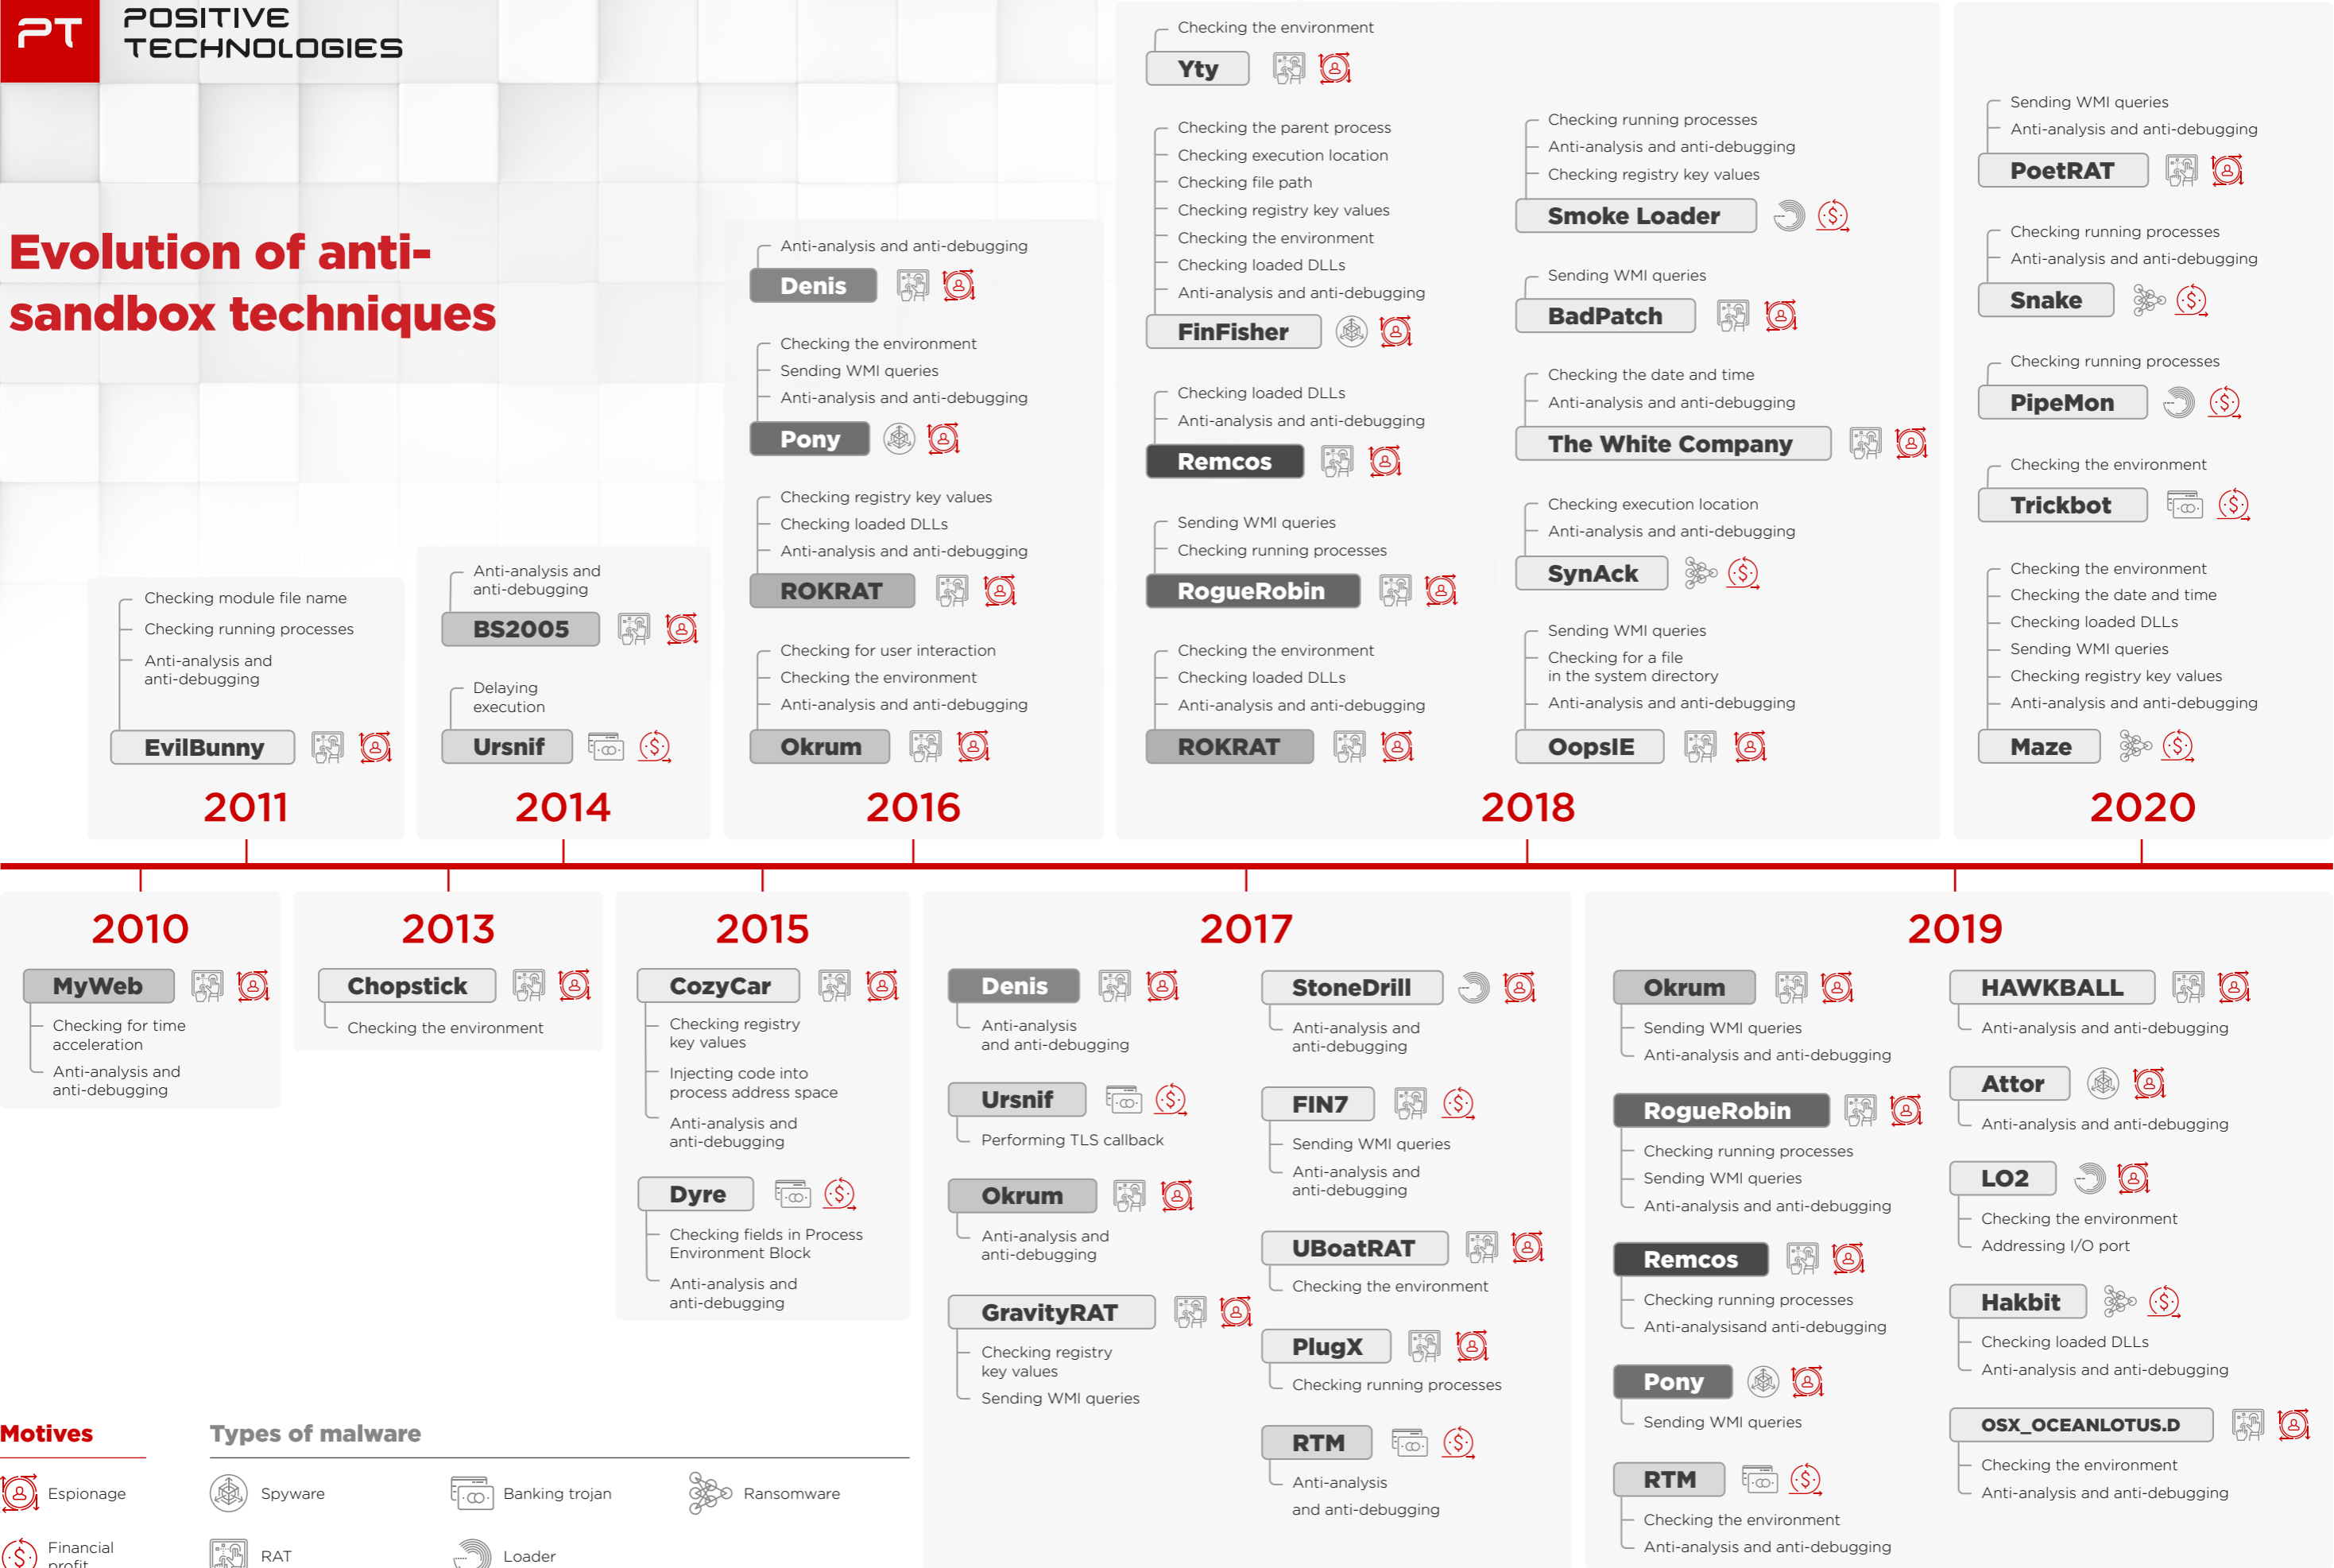 POSITIVE
TECHNOLOGIES
Evolution of anti-
sandbox techniques
Checking module file name
Checking running processes
Anti-analysis and
anti-debugging
EvilBunny
2011
Anti-analysis and
anti-debugging
BS2005
Delaying
execution
Ursnif
2014
Anti-analysis and anti-debugging
Denis
Checking the environment
Sending WMI queries
Anti-analysis and anti-debugging
Pony
Checking registry key values
Checking loaded DLLs
Anti-analysis and anti-debugging
ROKRAT
Checking for user interaction
Checking the environment
Anti-analysis and anti-debugging
Okrum
2016
Checking the environment
Yty
Checking the parent process
Checking execution location
Checking file path
Checking registry key values
Checking the environment
Checking loaded DLLs
Anti-analysis and anti-debugging
FinFisher
Checking loaded DLLs
Anti-analysis and anti-debugging
Remcos
Sending WMI queries
Checking running processes
RogueRobin
Checking the environment
Checking loaded DLLs
Anti-analysis and anti-debugging
ROKRAT
Checking running processes
Anti-analysis and anti-debugging
Checking registry key values
Smoke Loader
Sending WMI queries
BadPatch
Checking the date and time
Anti-analysis and anti-debugging
The White Company
Checking execution location
Anti-analysis and anti-debugging
SynAck
Sending WMI queries
Checking for a file
in the system directory
Anti-analysis and anti-debugging
OopsIE
2018
Sending WMI queries
Anti-analysis and anti-debugging
PoetRAT
Checking running processes
Anti-analysis and anti-debugging
Snake
Checking running processes
PipeMon
Checking the environment
Trickbot
Checking the environment
Checking the date and time
Checking loaded DLLs
Sending WMI queries
Checking registry key values
Anti-analysis and anti-debugging
Maze
2020
2010
MyWeb
Checking for time
acceleration
Anti-analysis and
anti-debugging
2013
Chopstick
Checking the environment
2015
CozyCar
Checking registry
key values
Injecting code into
process address space
Anti-analysis and
anti-debugging
Dyre
Checking fields in Process
Environment Block
Anti-analysis and
anti-debugging
2017
Denis
Anti-analysis
and anti-debugging
Ursnif
Performing TLS callback
Okrum
Anti-analysis and
anti-debugging
GravityRAT
Checking registry
key values
Sending WMI queries
StoneDrill
Anti-analysis and
anti-debugging
FIN7
Sending WMI queries
Anti-analysis and
anti-debugging
UBoatRAT
Checking the environment
PlugX
Checking running processes
RTM
Anti-analysis
and anti-debugging
2019
Okrum
Sending WMI queries
Anti-analysis and anti-debugging
RogueRobin
Checking running processes
Sending WMI queries
Anti-analysis and anti-debugging
Remcos
Checking running processes
Anti-analysisand anti-debugging
Pony
Sending WMI queries
RTM
Checking the environment
Anti-analysis and anti-debugging
HAWKBALL
Anti-analysis and anti-debugging
Attor
Anti-analysis and anti-debugging
LO2
Checking the environment
Addressing I/O port
Hakbit
Checking loaded DLLs
Anti-analysis and anti-debugging
OSX_OCEANLOTUS.D
Checking the environment
Anti-analysis and anti-debugging
Motives
Espionage
Financial
profit
Types of malware
Spyware
Banking trojan
Ransomware
RAT
Loader